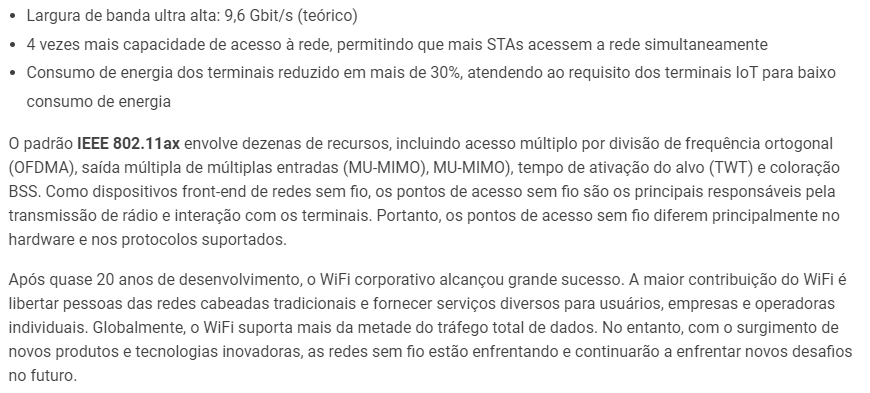 • Largura de banda ultra alta: 9,6 Gbit/s (teórico)
• 4 vezes mais capacidade de acesso à rede, permitindo que mais STAs acessem a rede simultaneamente
• Consumo de energia dos terminais reduzido em mais de 30%, atendendo ao requisito dos terminais IoT para baixo
consumo de energia
O padrão IEEE 802.11ax envolve dezenas de recursos, incluindo acesso múltiplo por divisão de frequência ortogonal
(OFDMA), saída múltipla de múltiplas entradas (MU-MIMO), MU-MIMO), tempo de ativação do alvo (TWT) e coloração
BSS. Como dispositivos front-end de redes sem fio, os pontos de acesso sem fio são os principais responsáveis pela
transmissão de rádio e interação com os terminais. Portanto, os pontos de acesso sem fio diferem principalmente no
hardware e nos protocolos suportados.
Após quase 20 anos de desenvolvimento, o WiFi corporativo alcançou grande sucesso. A maior contribuição do WiFi é
libertar pessoas das redes cabeadas tradicionais e fornecer serviços diversos para usuários, empresas e operadoras
individuais. Globalmente, o WiFi suporta mais da metade do tráfego total de dados. No entanto, com o surgimento de
novos produtos e tecnologias inovadoras, as redes sem fio estão enfrentando e continuarão a enfrentar novos desafios
no futuro.